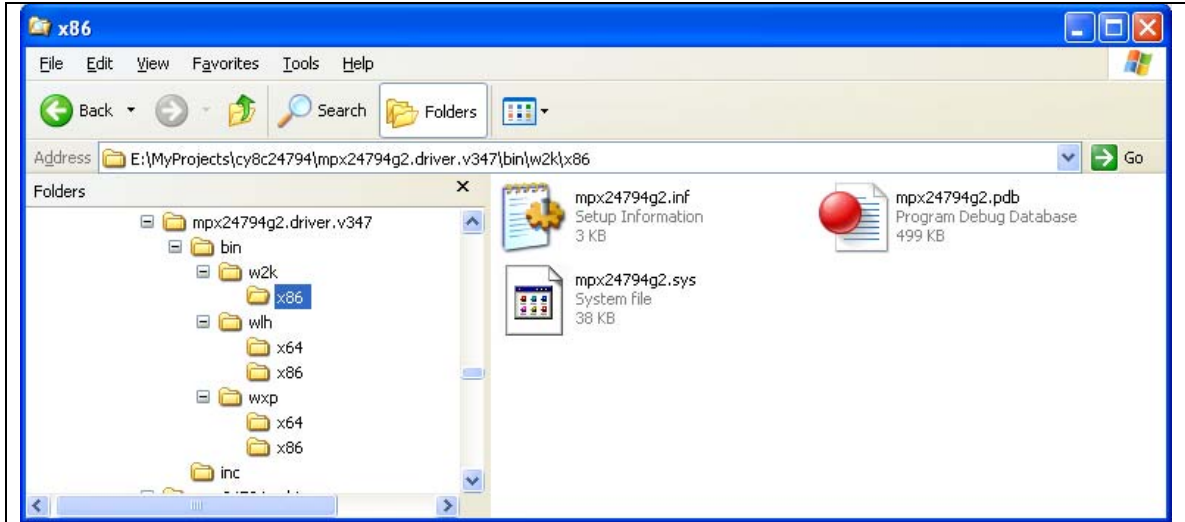 x86
File Edit View Favorites Tools Help
Back Search Folders
Address E:\MyProjects\cy8c24794\mpx24794g2.driver.v347\bin\w2k\x86 Go
Folders
mpx24794g2.driver.v347
bin
w2k
x86
wlh
x64
x86
wxp
x64
x86
inc
mpx24794g2.inf
Setup Information
3 KB
mpx24794g2.pdb
Program Debug Database
499 KB
mpx24794g2.sys
System file
38 KB